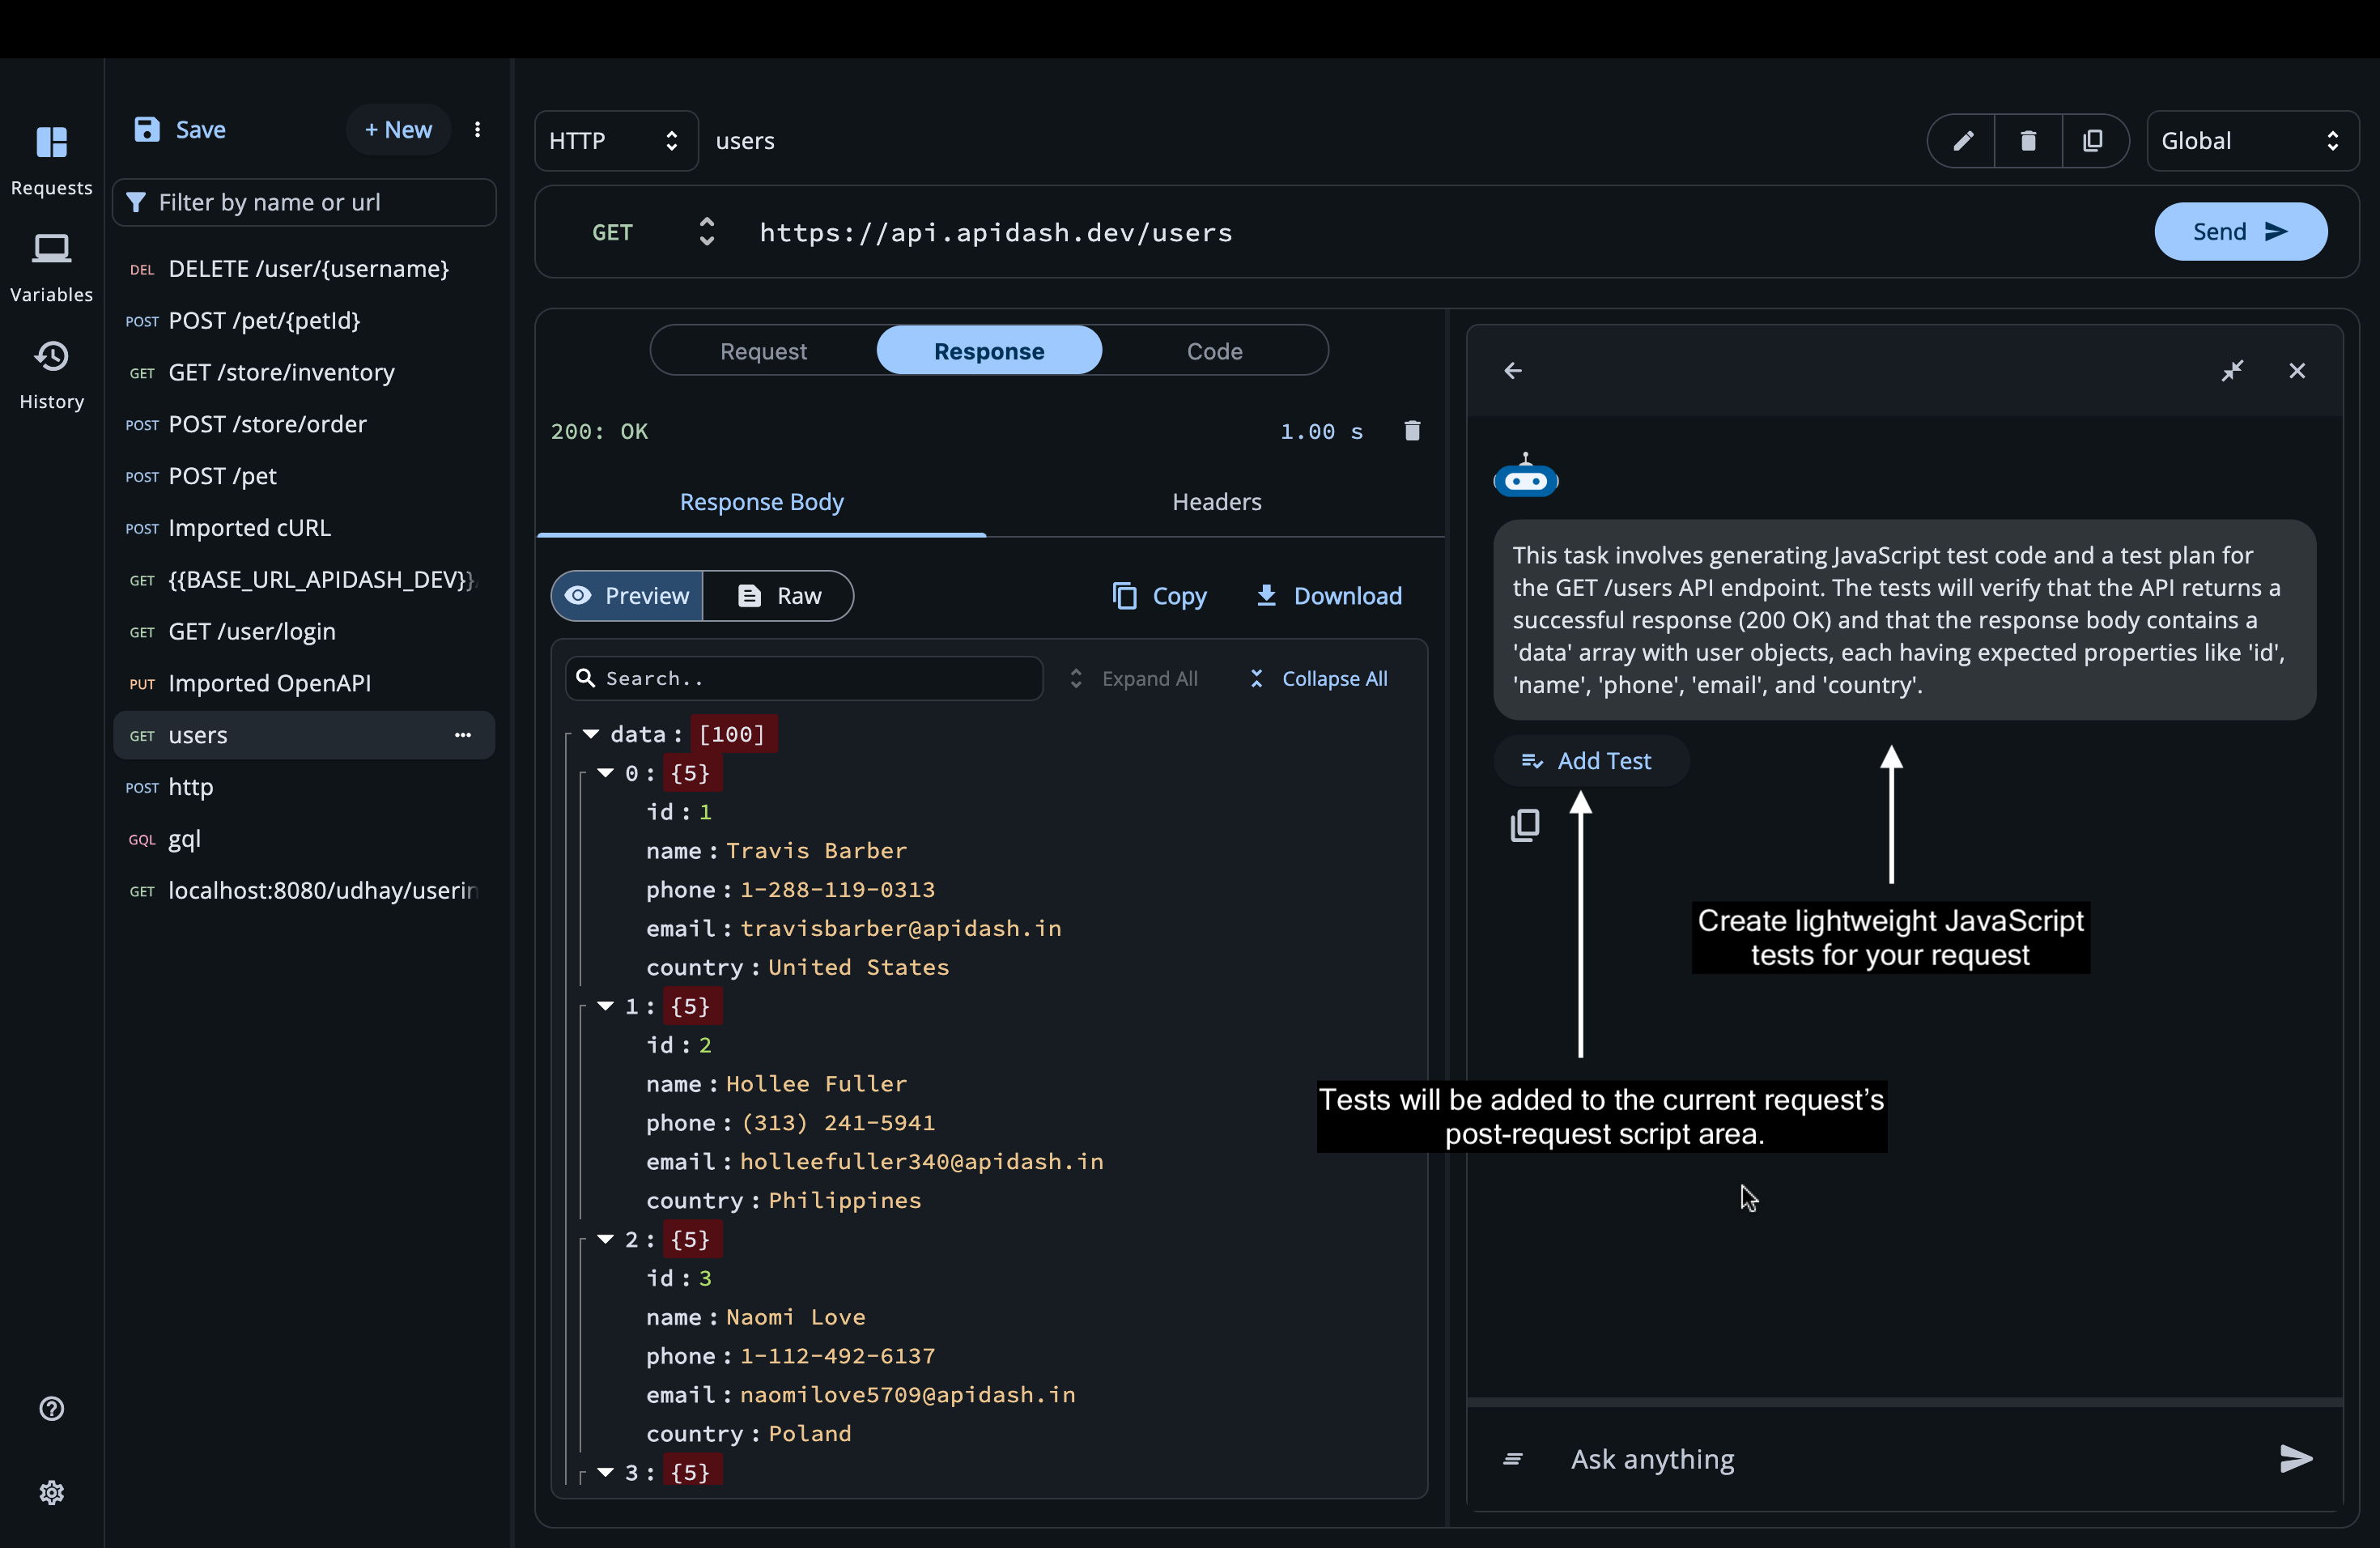 Requests
Variables
History
Save
+ New
Filter by name or url
DEL DELETE /user/{username}
POST POST /pet/{petId}
GET GET /store/inventory
POST POST /store/order
POST POST /pet
POST Imported cURL
GET {{BASE_URL_APIDASH_DEV}}
GET GET /user/login
PUT Imported OpenAPI
GET users
POST http
GQL gql
GET localhost:8080/udhay/userin
HTTP
users
Global
GET
https://api.apidash.dev/users
Send
Request
Response
Code
200: OK
1.00 s
Response Body
Headers
Preview
Raw
Copy
Download
Search..
Expand All
Collapse All
data: [100]
0: {5}
id: 1
name: Travis Barber
phone: 1-288-119-0313
email: travisbarber@apidash.in
country: United States
1: {5}
id: 2
name: Hollee Fuller
phone: (313) 241-5941
email: holleefuller340@apidash.in
country: Philippines
2: {5}
id: 3
name: Naomi Love
phone: 1-112-492-6137
email: naomilove5709@apidash.in
country: Poland
3: {5}
This task involves generating JavaScript test code and a test plan for
the GET /users API endpoint. The tests will verify that the API returns a
successful response (200 OK) and that the response body contains a
'data' array with user objects, each having expected properties like 'id',
'name', 'phone', 'email', and 'country'.
Add Test
Create lightweight JavaScript
tests for your request
Tests will be added to the current request’s
post-request script area.
Ask anything